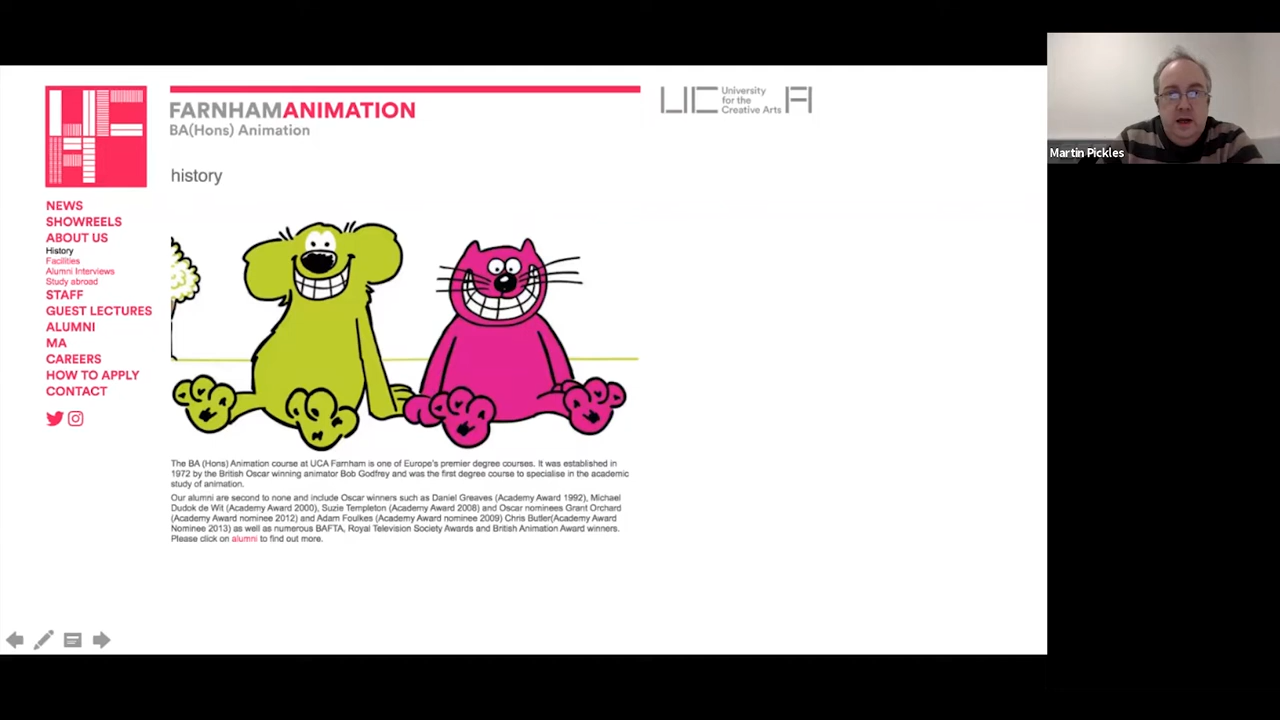 FARNHAMANIMATION
BA(Hons) Animation
University
for the
Creative Arts
history
NEWS
SHOWREELS
ABOUT US
History
Facilities
Alumni Interviews
Study abroad
STAFF
GUEST LECTURES
ALUMNI
MA
CAREERS
HOW TO APPLY
CONTACT
The BA (Hons) Animation course at UCA Farnham is one of Europe's premier degree courses. It was established in
1972 by the British Oscar winning animator Bob Godfrey and was the first degree course to specialise in the academic
study of animation.
Our alumni are second to none and include Oscar winners such as Daniel Greaves (Academy Award 1992), Michael
Dudok de Wit (Academy Award 2000), Suzie Templeton (Academy Award 2008) and Oscar nominees Grant Orchard
(Academy Award nominee 2012) and Adam Foulkes (Academy Award nominee 2009) Chris Butler(Academy Award
Nominee 2013) as well as numerous BAFTA, Royal Television Society Awards and British Animation Award winners.
Please click on alumni to find out more.
Martin Pickles